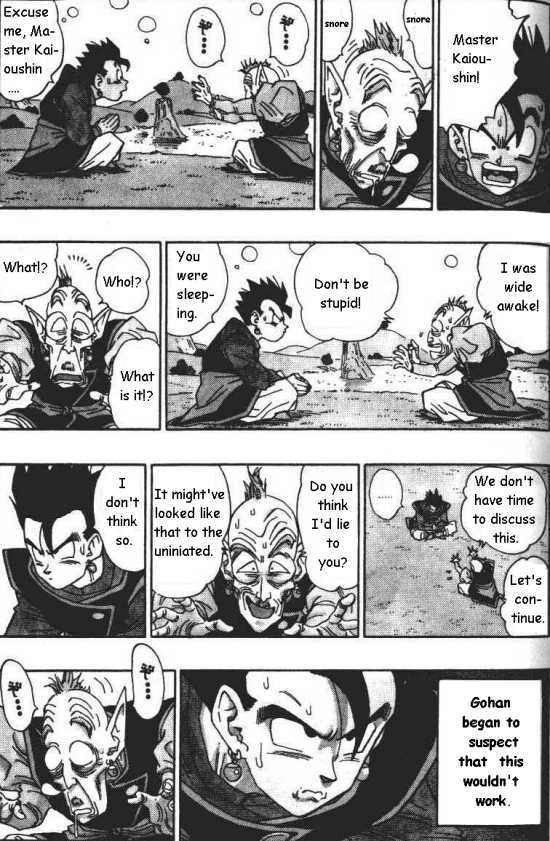 Excuse
me, Ma-
ster Kai-
oushin
....
snore
snore
Master
Kaiou-
shin!
What!?
Who!?
What
is it!?
You
were
sleep-
ing.
Don't be
stupid!
I was
wide
awake!
I
don't
think
so.
It might've
looked like
that to the
uniniated.
Do you
think
I'd lie
to
you?
......
We don't
have time
to discuss
this.
Let's
con-
tinue.
Gohan
began to
suspect
that this
wouldn't
work.